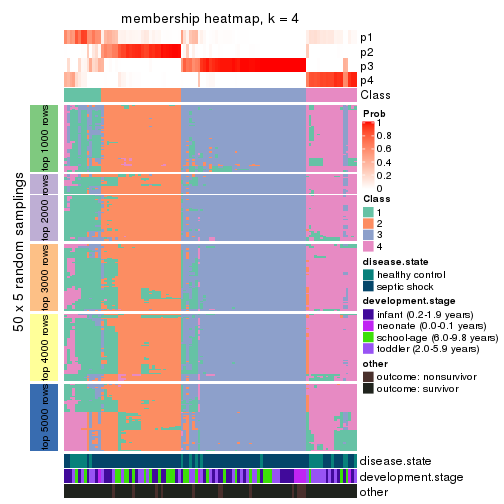 membership heatmap, k = 4
p1
p2
p3
p4
Class
50 x 5 random samplings
top 1000 rows
top 2000 rows
top 3000 rows
top 4000 rows
top 5000 rows
Prob
1
0.8
0.6
0.4
0.2
0
Class
1
2
3
4
disease.state
healthy control
septic shock
development.stage
infant (0.2-1.9 years)
neonate (0.0-0.1 years)
school-age (6.0-9.8 years)
toddler (2.0-5.9 years)
other
outcome: nonsurvivor
outcome: survivor
disease.state
development.stage
other